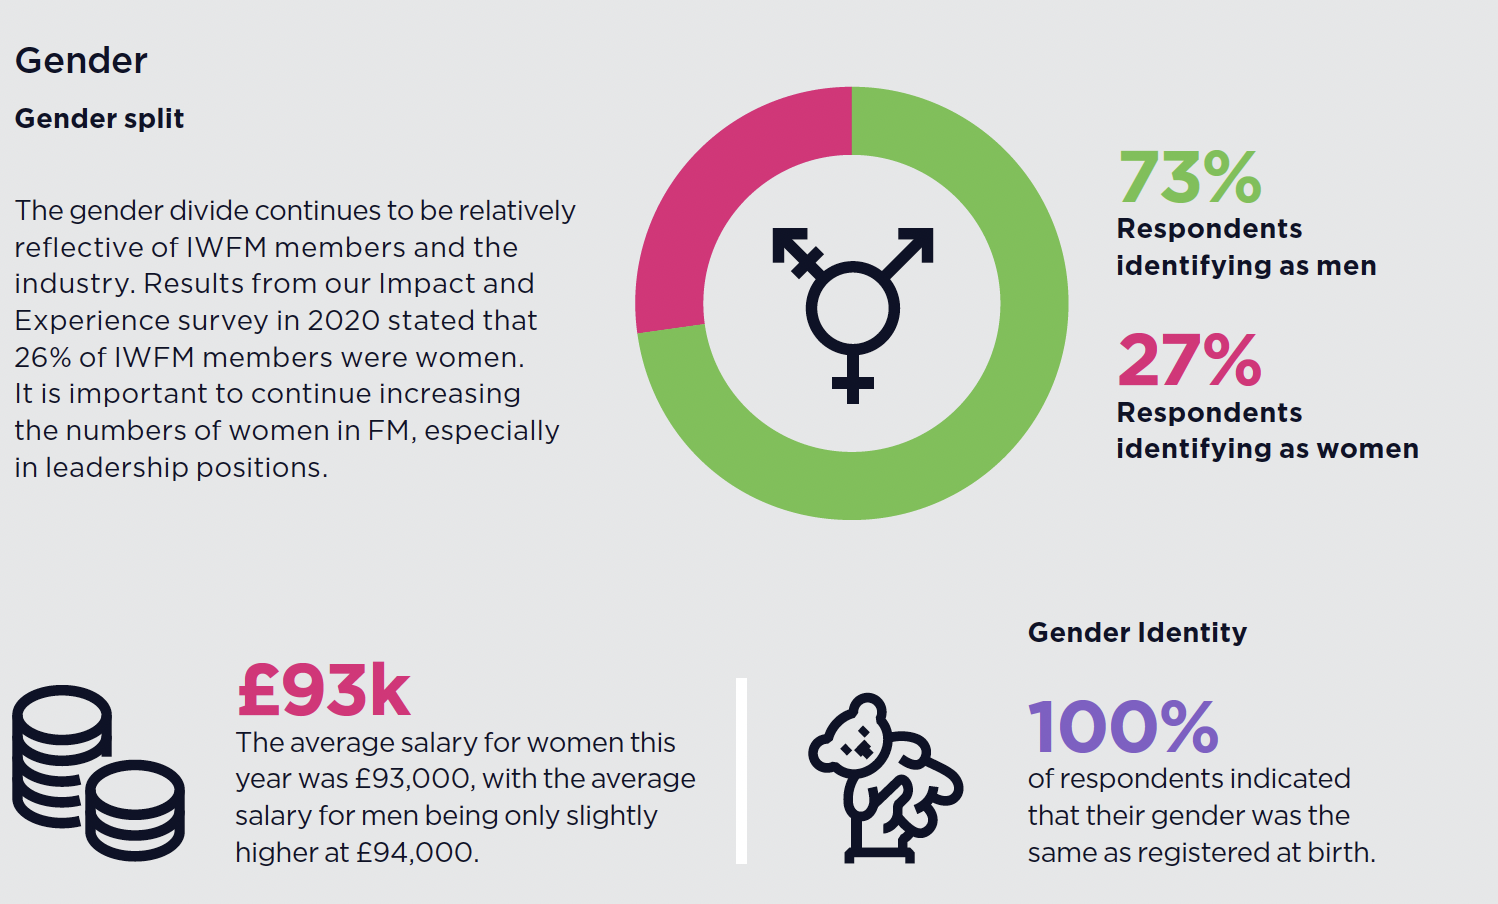 Gender
Gender split
The gender divide continues to be relatively
reflective of IWFM members and the
industry. Results from our Impact and
Experience survey in 2020 stated that
26% of IWFM members were women.
It is important to continue increasing
the numbers of women in FM, especially
in leadership positions.
73%
Respondents
identifying as men
27%
Respondents
identifying as women
£93k
The average salary for women this
year was £93,000, with the average
salary for men being only slightly
higher at £94,000.
Gender Identity
100%
of respondents indicated
that their gender was the
same as registered at birth.